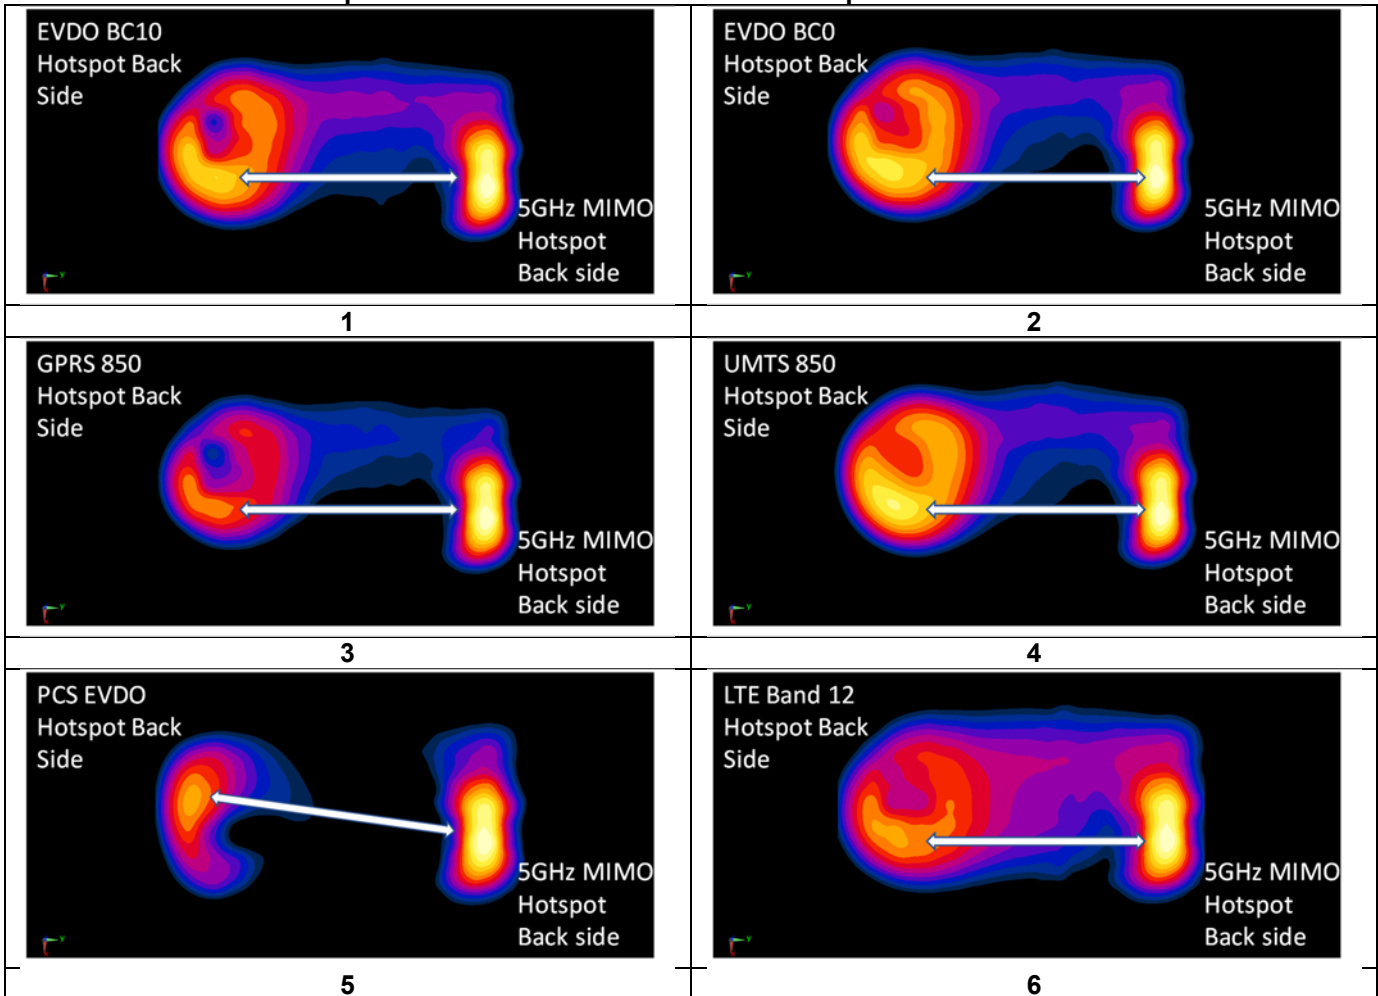 EVDO BC10
Hotspot Back
Side
5GHz MIMO
Hotspot
Back side
y
1
EVDO BC0
Hotspot Back
Side
5GHz MIMO
Hotspot
Back side
y
2
GPRS 850
Hotspot Back
Side
5GHz MIMO
Hotspot
Back side
y
3
UMTS 850
Hotspot Back
Side
5GHz MIMO
Hotspot
Back side
y
4
PCS EVDO
Hotspot Back
Side
5GHz MIMO
Hotspot
Back side
y
5
LTE Band 12
Hotspot Back
Side
5GHz MIMO
Hotspot
Back side
y
6